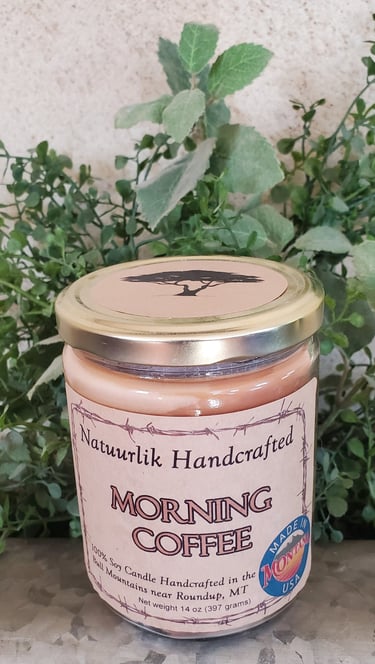 Natuurlik Handcrafted
MORNING
COFFEE
100% Soy Candle Handcrafted in the
Bull Mountains near Roundup, MT
Net weight 14 oz (397 grams)
MADE IN
MONTANA
USA